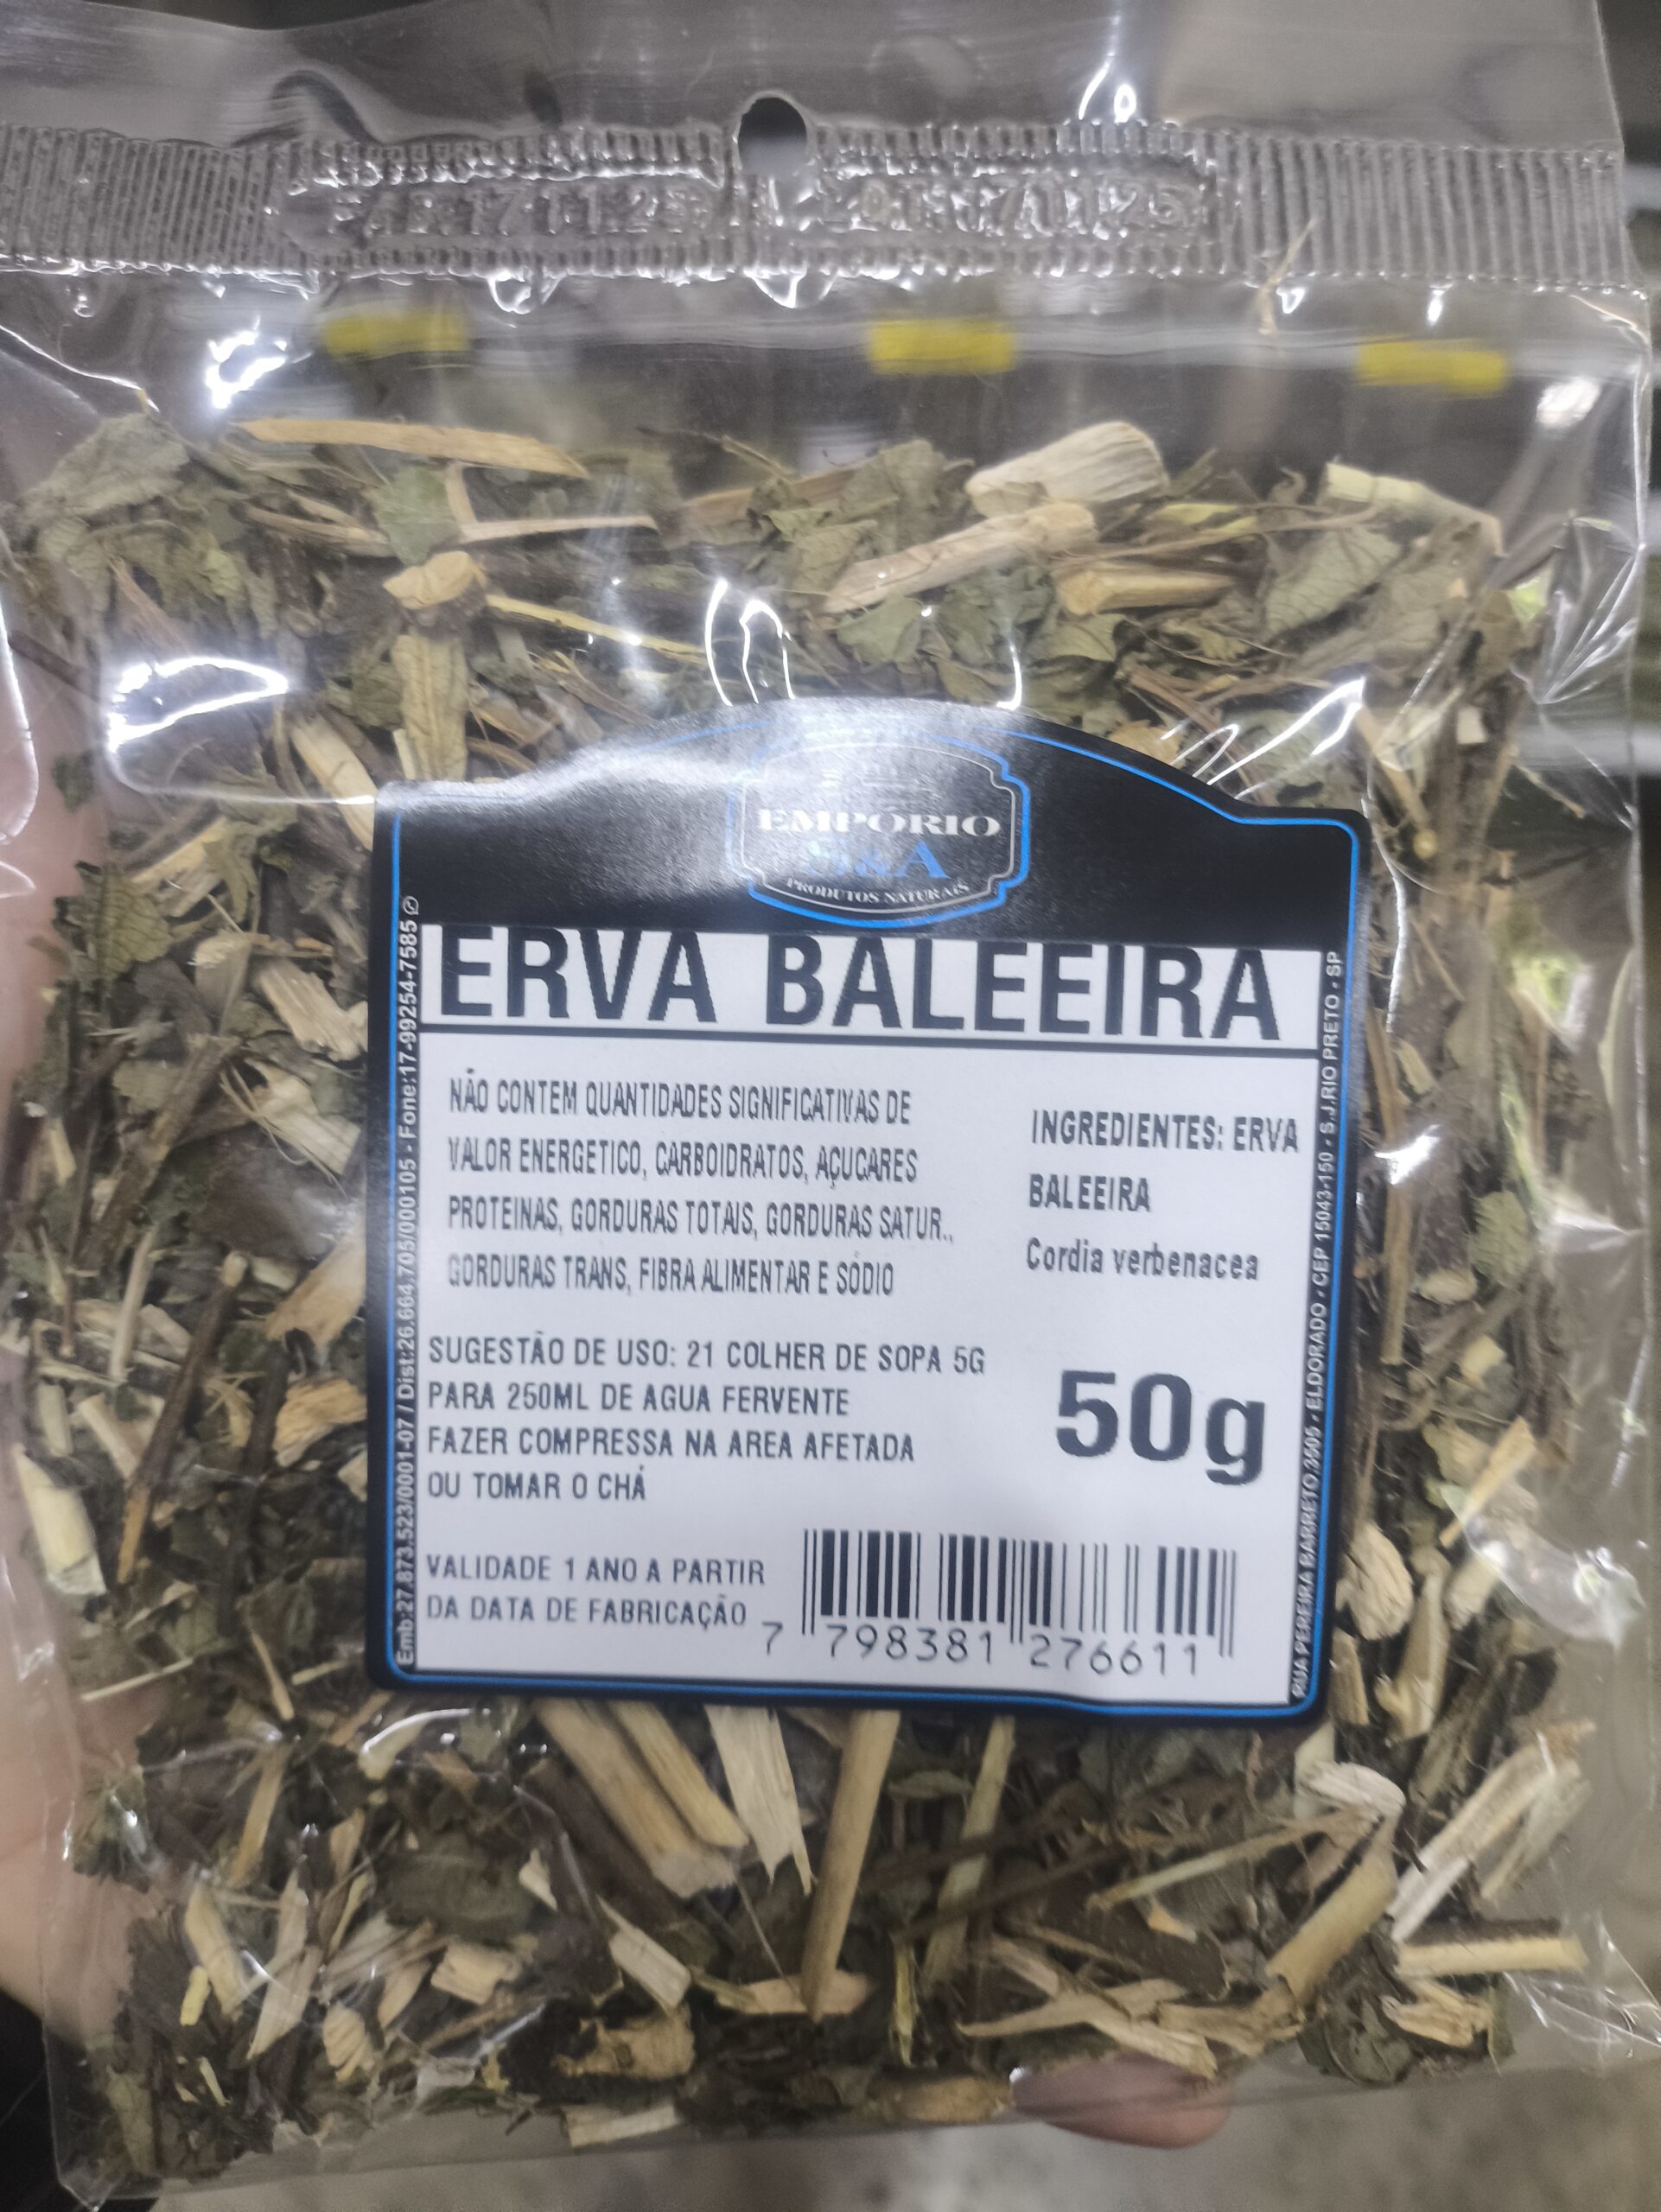 EMPÓRIO
S&A
PRODUTOS NATURAIS
ERVA BALEEIRA
NÃO CONTEM QUANTIDADES SIGNIFICATIVAS DE
VALOR ENERGETICO, CARBOIDRATOS, AÇUCARES
PROTEINAS, GORDURAS TOTAIS, GORDURAS SATUR..,
GORDURAS TRANS, FIBRA ALIMENTAR E SÓDIO
INGREDIENTES: ERVA
BALEEIRA
Cordia verbenacea
SUGESTÃO DE USO: 21 COLHER DE SOPA 5G
PARA 250ML DE AGUA FERVENTE
FAZER COMPRESSA NA AREA AFETADA
OU TOMAR O CHÁ
50g
VALIDADE 1 ANO A PARTIR
DA DATA DE FABRICAÇÃO
7 798381 276611
Emb:27.873.523/0001-07 / Dist:26.664.705/000105 - Fone:17-99254-7585
RUA PEREIRA BARRETO,3505 - ELDORADO - CEP 15043-150 - S.J.RIO PRETO - SP